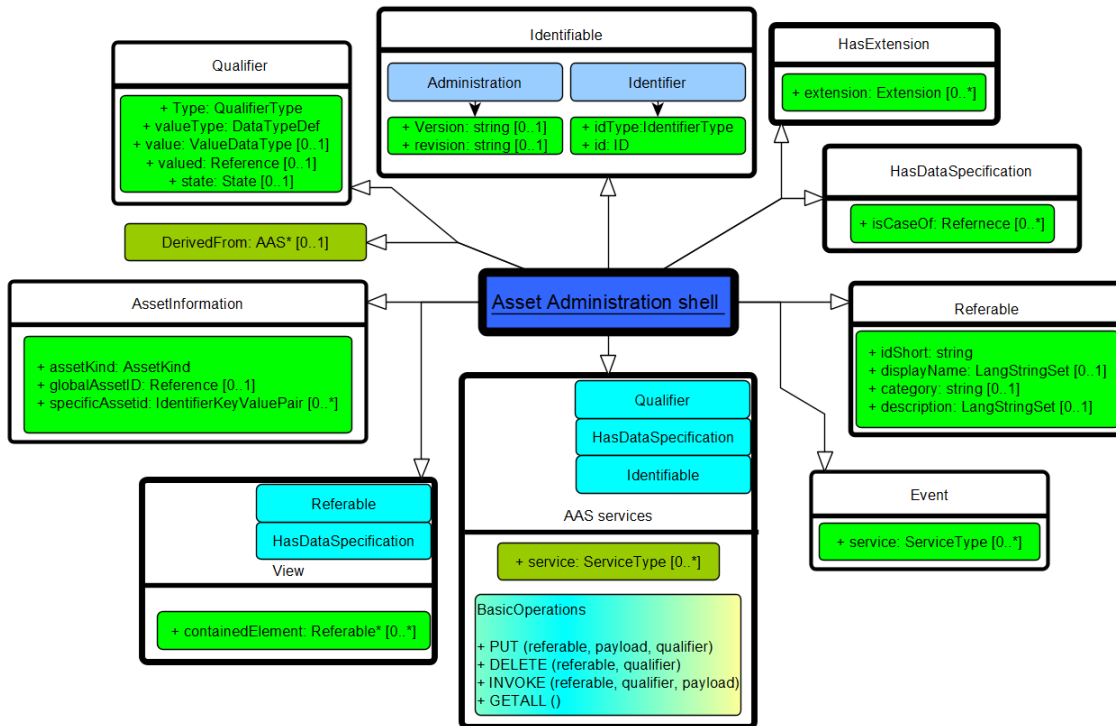 Identifiable
Administration
Identifier
+ Version: string [0..1]
+ revision: string [0..1]
+ idType:IdentifierType
+ id: ID
HasExtension
+ extension: Extension [0..*]
Qualifier
+ Type: QualifierType
+ valueType: DataTypeDef
+ value: ValueDataType [0..1]
+ valued: Reference [0..1]
+ state: State [0..1]
HasDataSpecification
+ isCaseOf: Refernece [0..*]
DerivedFrom: AAS* [0..1]
Asset Administration shell
AssetInformation
+ assetKind: AssetKind
+ globalAssetID: Reference [0..1]
+ specificAssetid: IdentifierKeyValuePair [0..*]
Referable
+ idShort: string
+ displayName: LangStringSet [0..1]
+ category: string [0..1]
+ description: LangStringSet [0..1]
Qualifier
HasDataSpecification
Identifiable
AAS services
+ service: ServiceType [0..*]
BasicOperations
+ PUT (referable, payload, qualifier)
+ DELETE (referable, qualifier)
+ INVOKE (referable, qualifier, payload)
+ GETALL ()
Referable
HasDataSpecification
View
+ containedElement: Referable* [0..*]
Event
+ service: ServiceType [0..*]